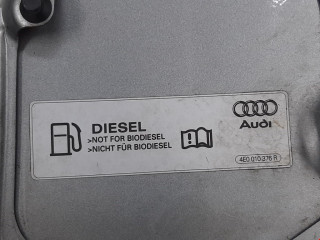 DIESEL
>NOT FOR BIODIESEL
>NICHT FÜR BIODIESEL
Audi
4E0 010 376 R